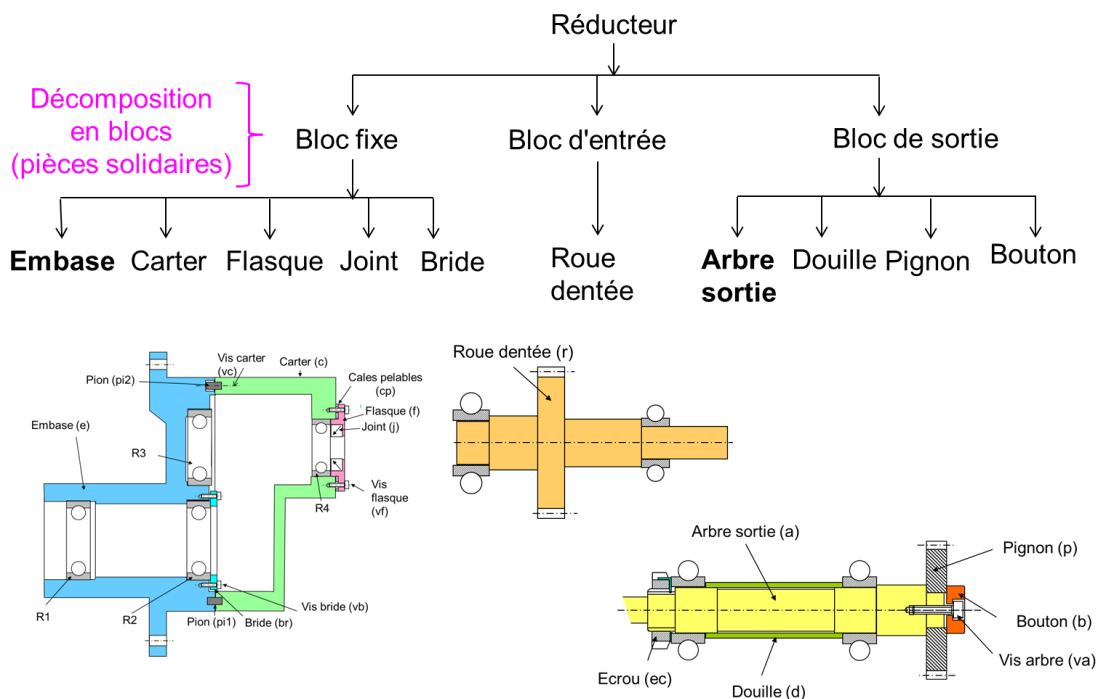 Réducteur
Décomposition
en blocs
(pièces solidaires)
Bloc fixe
Bloc d'entrée
Bloc de sortie
Embase
Carter
Flasque
Joint
Bride
Roue
dentée
Arbre
sortie
Douille
Pignon
Bouton
Vis carter
(vc)
Carter (c)
Pion (pi2)
Cales pelables
(cp)
Flasque (f)
Joint (j)
Embase (e)
R3
Vis
flasque
(vf)
R4
R1
R2
Pion (pi1)
Bride (br)
Vis bride (vb)
Roue dentée (r)
Arbre sortie (a)
Pignon (p)
Bouton (b)
Vis arbre (va)
Ecrou (ec)
Douille (d)